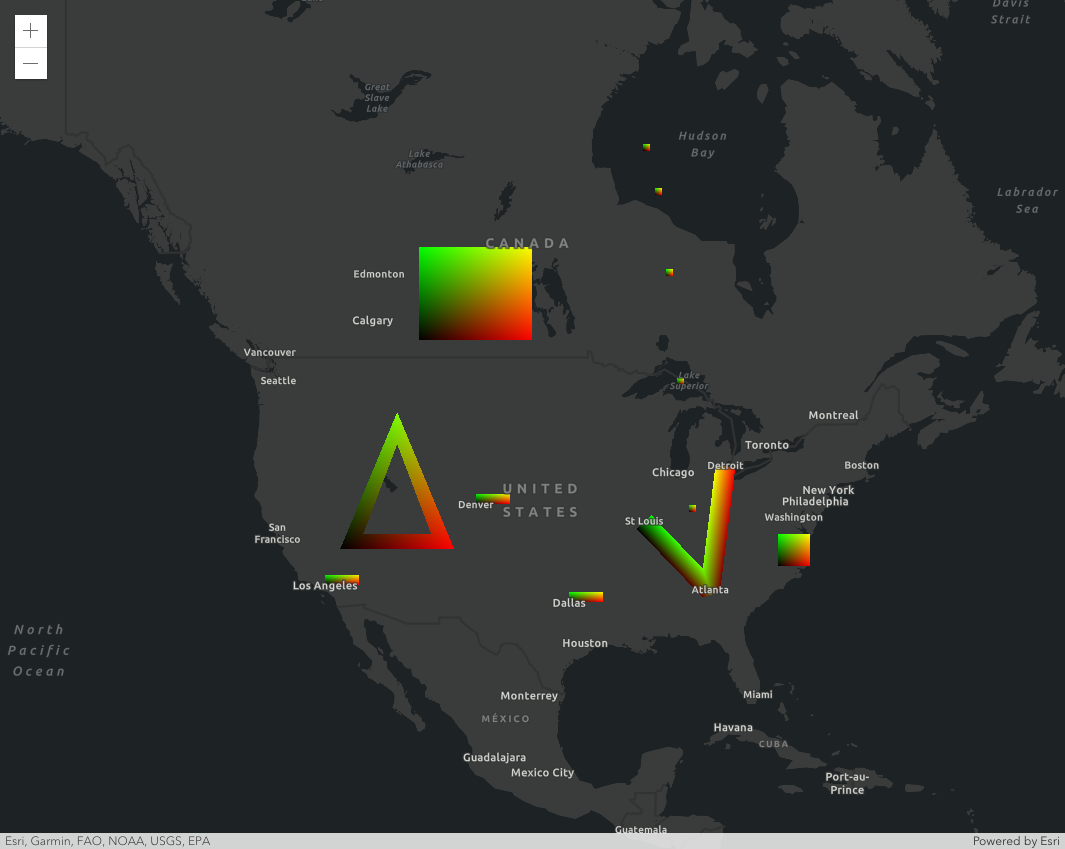 Davis
Strait
Great
Slave
Lake
Hudson
Bay
Lake
Athabasca
Labrador
Sea
CANADA
Edmonton
Calgary
Vancouver
Seattle
Lake
Superior
Montreal
Toronto
Detroit
Boston
Chicago
UNITED
STATES
New York
Philadelphia
Denver
Washington
St Louis
San
Francisco
Los Angeles
Atlanta
Dallas
North
Pacific
Ocean
Houston
Monterrey
Miami
MÉXICO
Havana
CUBA
Guadalajara
Mexico City
Port-au-
Prince
Guatemala
Esri, Garmin, FAO, NOAA, USGS, EPA
Powered by Esri